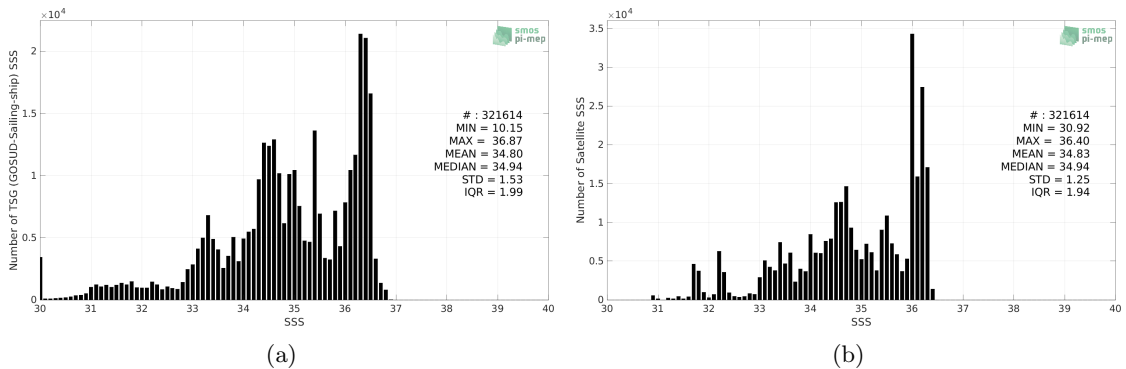 ×10⁴
smos
pi-mep
Number of TSG (GOSUD-Sailing-ship) SSS
2
1.5
1
0.5
0
# : 321614
MIN = 10.15
MAX = 36.87
MEAN = 34.80
MEDIAN = 34.94
STD = 1.53
IQR = 1.99
30 31 32 33 34 35 36 37 38 39 40
SSS
(a)
×10⁴
smos
pi-mep
Number of Satellite SSS
3.5
3
2.5
2
1.5
1
0.5
0
# : 321614
MIN = 30.92
MAX = 36.40
MEAN = 34.83
MEDIAN = 34.94
STD = 1.25
IQR = 1.94
30 31 32 33 34 35 36 37 38 39 40
SSS
(b)